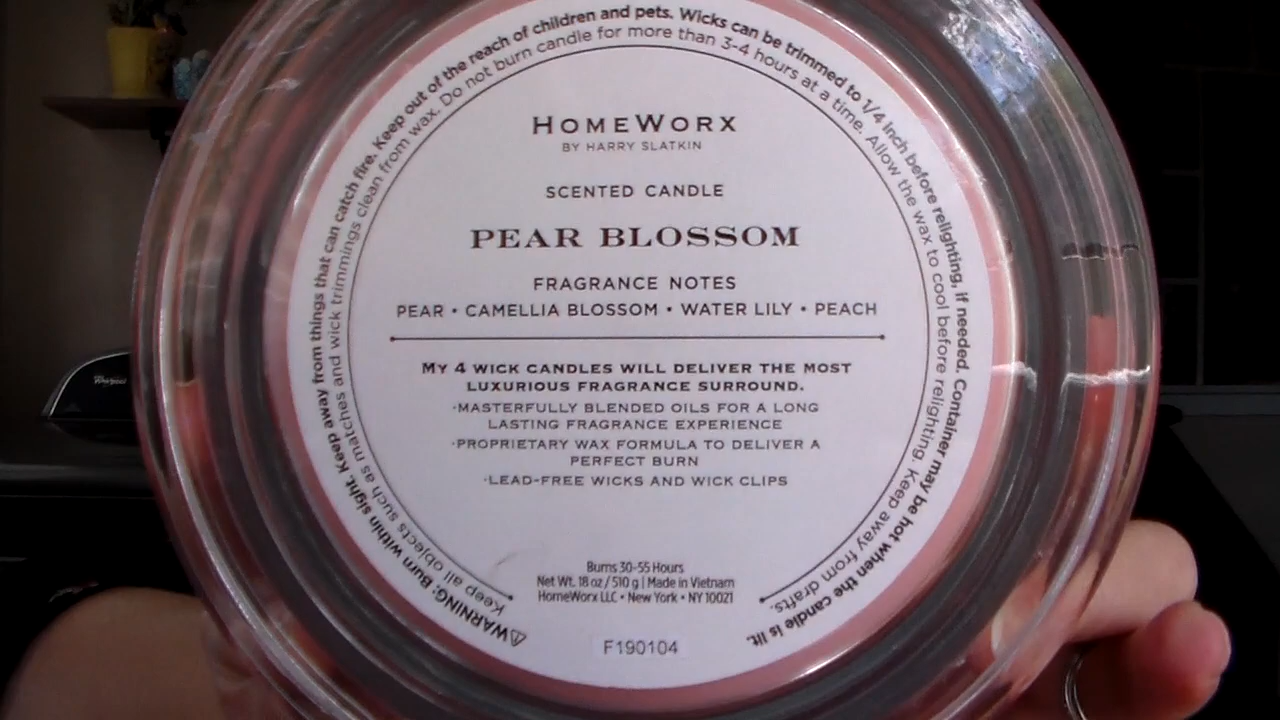 HOMEWORX
BY HARRY SLATKIN
SCENTED CANDLE
PEAR BLOSSOM
FRAGRANCE NOTES
PEAR • CAMELLIA BLOSSOM • WATER LILY • PEACH
MY 4 WICK CANDLES WILL DELIVER THE MOST
LUXURIOUS FRAGRANCE SURROUND.
·MASTERFULLY BLENDED OILS FOR A LONG
LASTING FRAGRANCE EXPERIENCE
·PROPRIETARY WAX FORMULA TO DELIVER A
PERFECT BURN
·LEAD-FREE WICKS AND WICK CLIPS
Burns 30-55 Hours
Net Wt. 18 oz / 510 g | Made in Vietnam
HomeWorx LLC • New York • NY 10021
F190104
⚠WARNING: Burn within sight. Keep away from things that can catch fire. Keep out of the reach of children and pets. Wicks can be trimmed to 1/4 inch before relighting, if needed. Container may be hot when the candle is lit.
Keep all objects such as matches and wick trimmings clean from wax. Do not burn candle for more than 3-4 hours at a time. Allow the wax to cool before relighting. Keep away from drafts.
Whirlpool